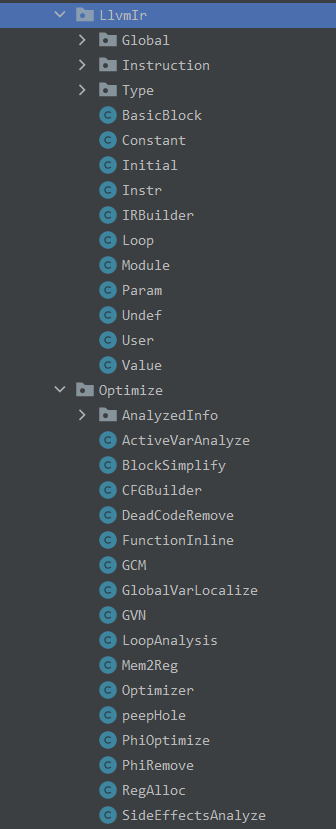 LlvmIr
Global
Instruction
Type
BasicBlock
Constant
Initial
Instr
IRBuilder
Loop
Module
Param
Undef
User
Value
Optimize
AnalyzedInfo
ActiveVarAnalyze
BlockSimplify
CFGBuilder
DeadCodeRemove
FunctionInline
GCM
GlobalVarLocalize
GVN
LoopAnalysis
Mem2Reg
Optimizer
peepHole
PhiOptimize
PhiRemove
RegAlloc
SideEffectsAnalyze